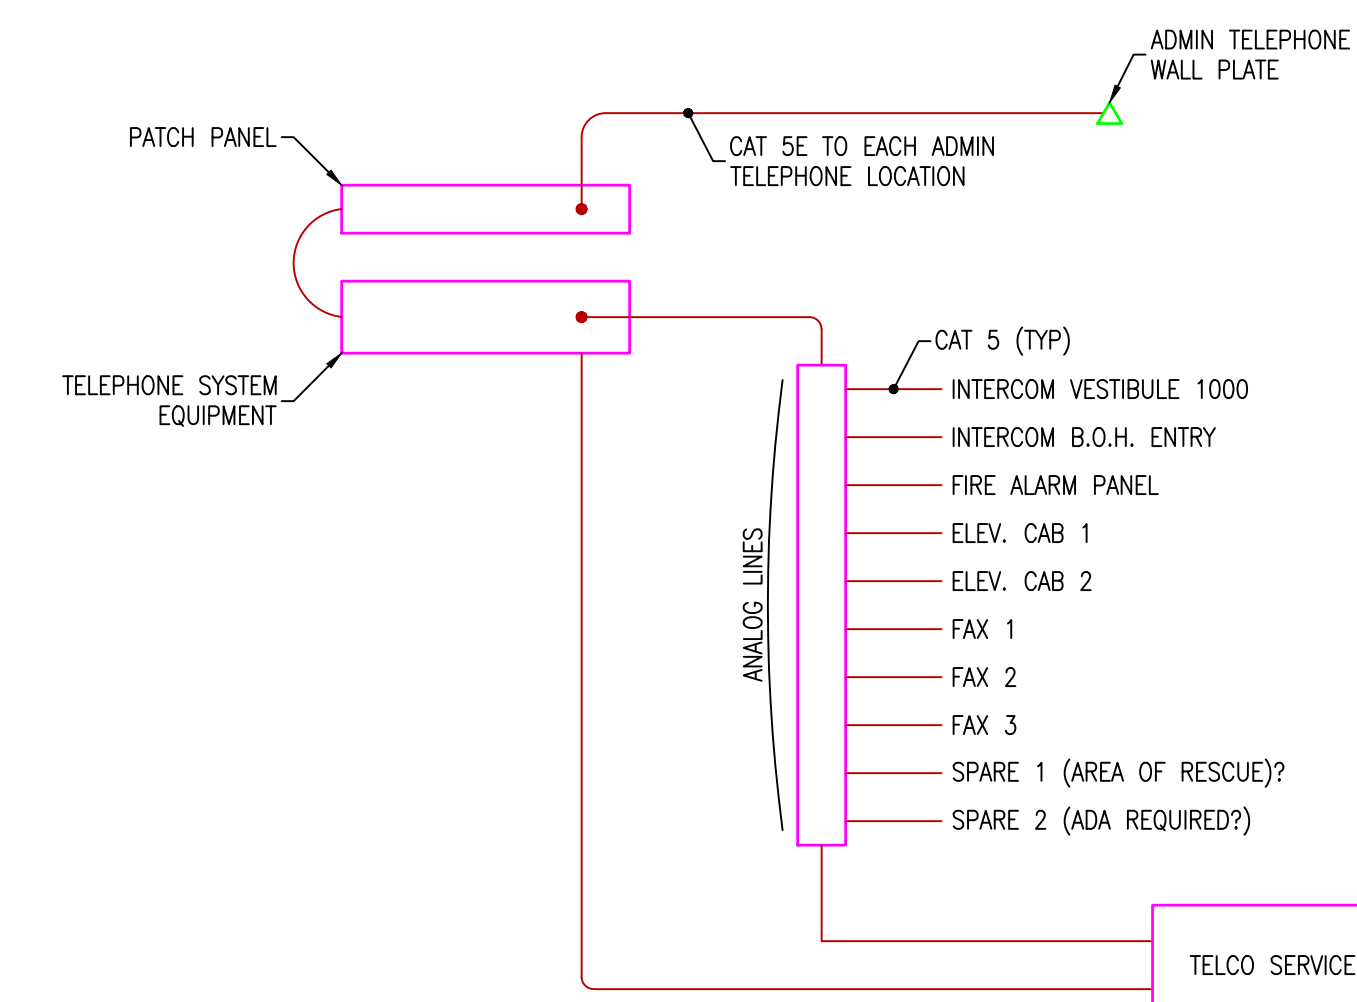 ADMIN TELEPHONE
WALL PLATE
PATCH PANEL
CAT 5E TO EACH ADMIN
TELEPHONE LOCATION
TELEPHONE SYSTEM
EQUIPMENT
CAT 5 (TYP)
INTERCOM VESTIBULE 1000
INTERCOM B.O.H. ENTRY
FIRE ALARM PANEL
ELEV. CAB 1
ELEV. CAB 2
FAX 1
FAX 2
FAX 3
SPARE 1 (AREA OF RESCUE)?
SPARE 2 (ADA REQUIRED?)
ANALOG LINES
TELCO SERVICE